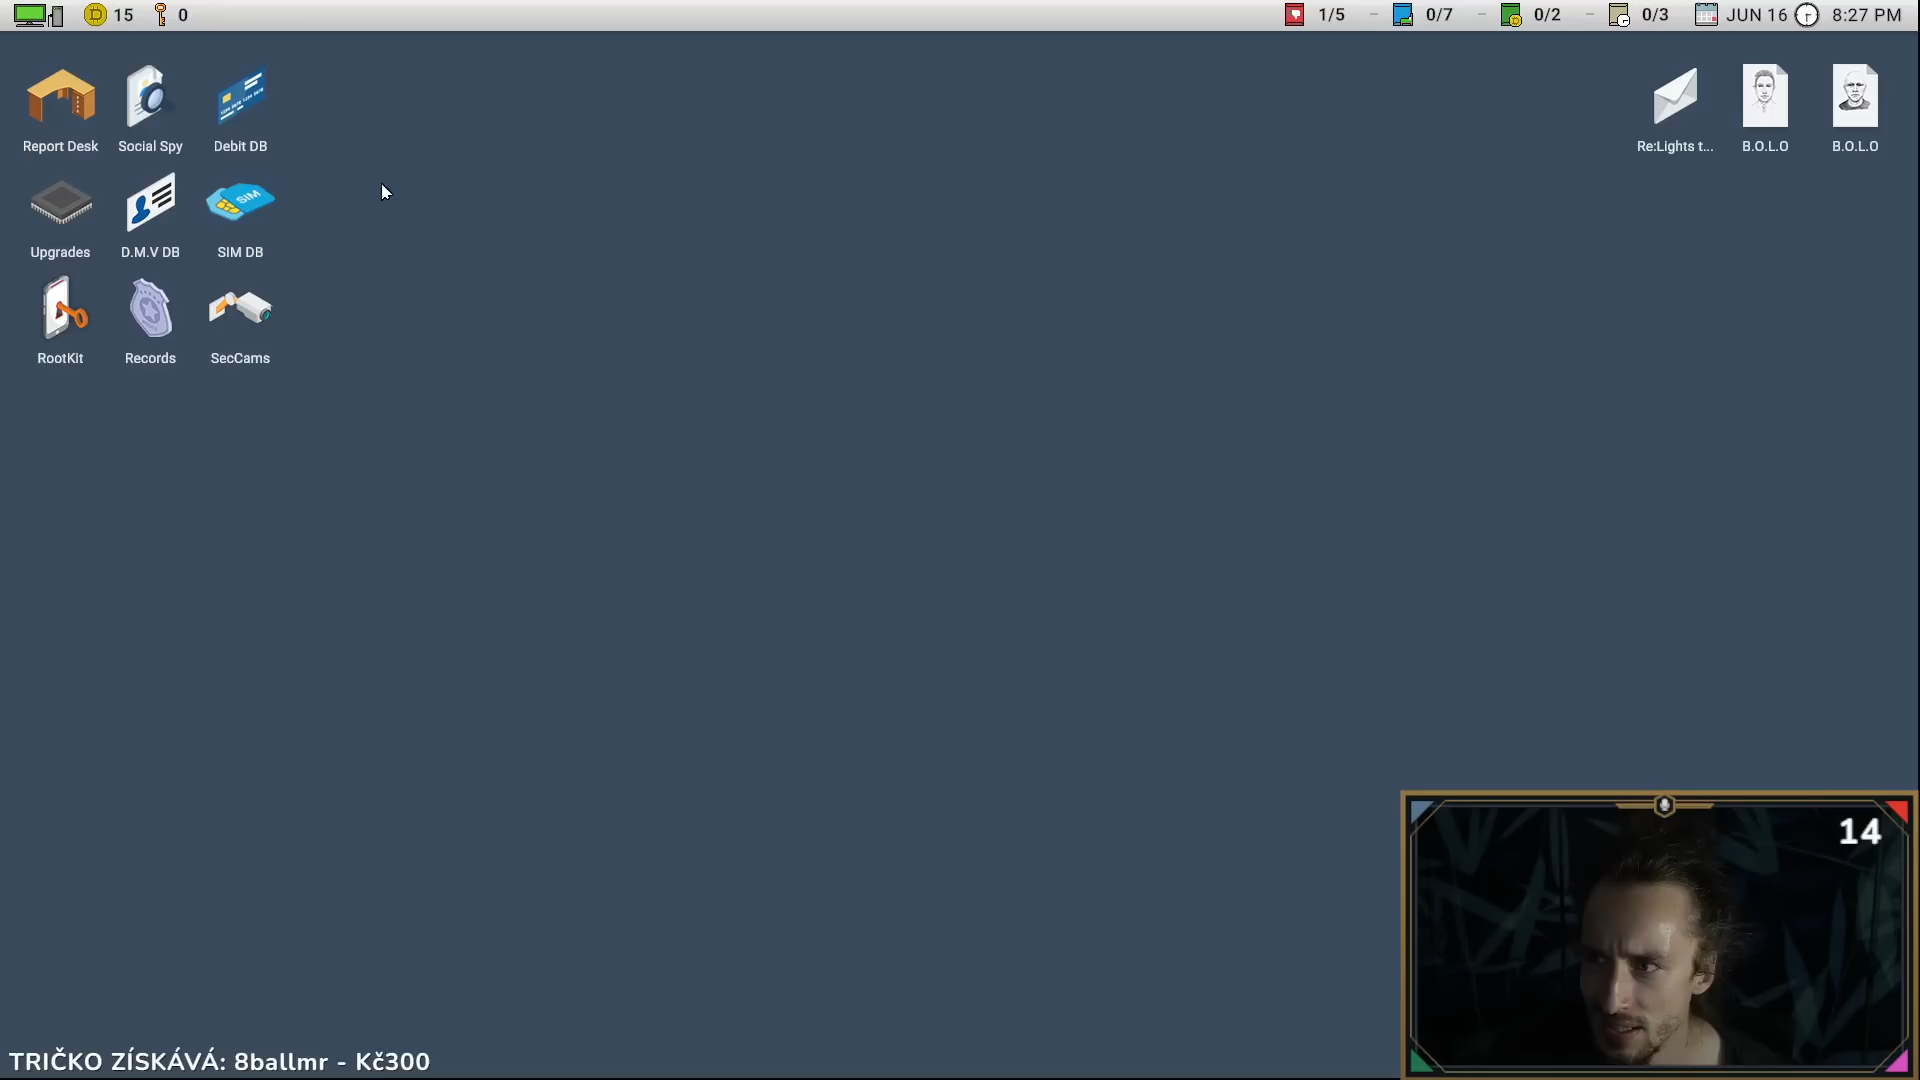 15 0 1/5 - 0/7 - 0/2 - 0/3 JUN 16 8:27 PM
Report Desk Social Spy Debit DB Re:Lights t... B.O.L.O B.O.L.O
Upgrades D.M.V DB SIM DB
RootKit Records SecCams
14
TRIČKO ZÍSKÁVÁ: 8ballmr - Kč300